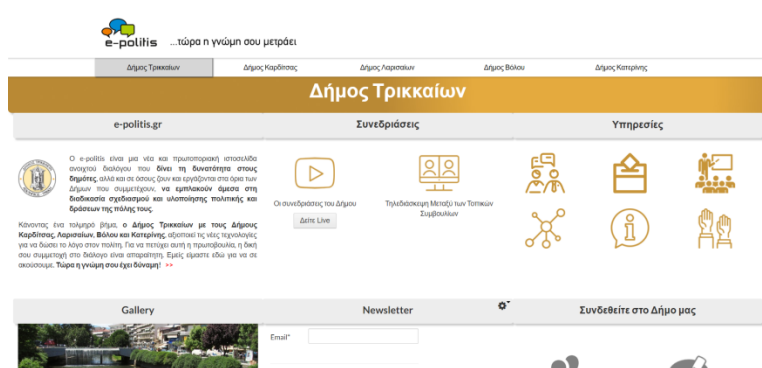 e-politis ...τώρα η γνώμη σου μετράει
Δήμος Τρικκαίων Δήμος Καρδίτσας Δήμος Λαρισαίων Δήμος Βόλου Δήμος Κατερίνης
Δήμος Τρικκαίων
e-politis.gr Συνεδριάσεις Υπηρεσίες
Ο e-politis είναι μια νέα και πρωτοποριακή ιστοσελίδα
ανοιχτού διαλόγου που δίνει τη δυνατότητα στους
δημότες, αλλά και σε όσους ζουν και εργάζονται στα όρια των
Δήμων που συμμετέχουν, να εμπλακούν άμεσα στη
διαδικασία σχεδιασμού και υλοποίησης πολιτικής και
δράσεων της πόλης τους.
Κάνοντας ένα τολμηρό βήμα, ο Δήμος Τρικκαίων με τους Δήμους
Καρδίτσας, Λαρισαίων, Βόλου και Κατερίνης, αξιοποιεί τις νέες τεχνολογίες
για να δώσει το λόγο στον πολίτη. Για να πετύχει αυτή η πρωτοβουλία, η δική
σου συμμετοχή στο διάλογο είναι απαραίτητη. Εμείς είμαστε εδώ για να σε
ακούσουμε. Τώρα η γνώμη σου έχει δύναμη! >>
Οι συνεδριάσεις του Δήμου
Δείτε Live
Τηλεδιάσκεψη Μεταξύ των Τοπικών
Συμβουλίων
Gallery Newsletter Συνδεθείτε στο Δήμο μας
Email*